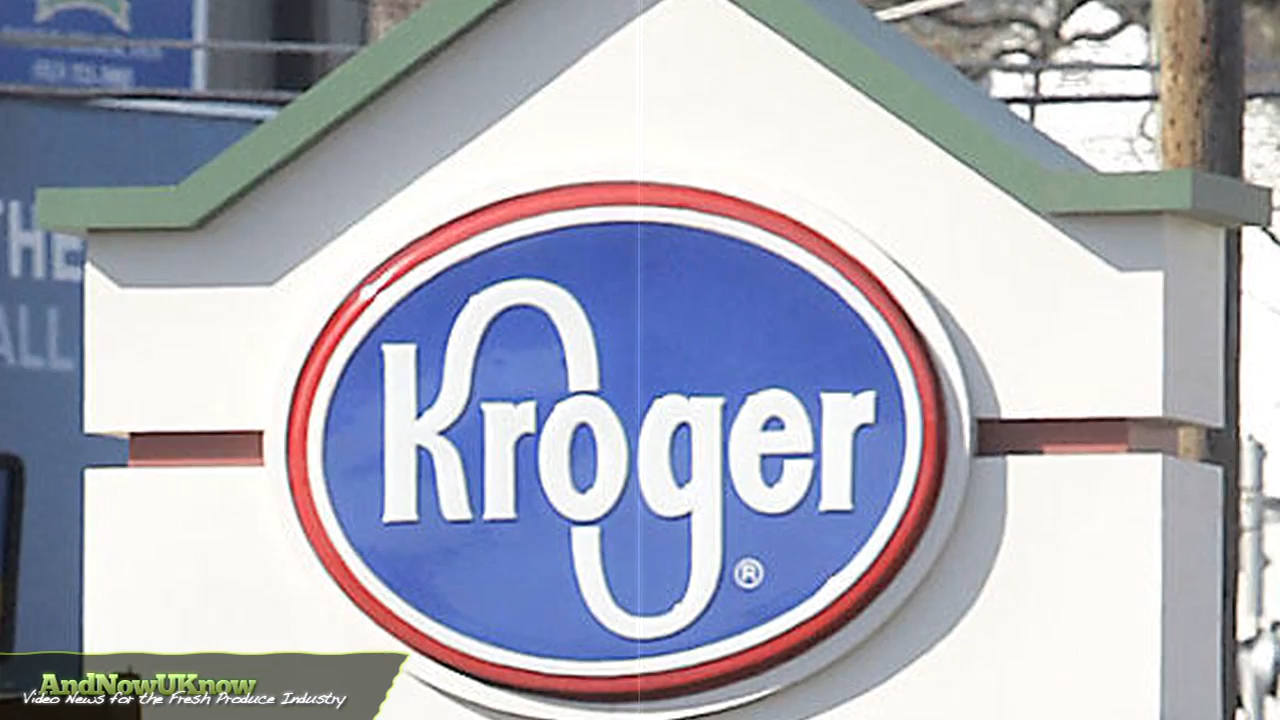 THE
ALL
Kroger
®
AndNowUKnow
Video News for the Fresh Produce Industry